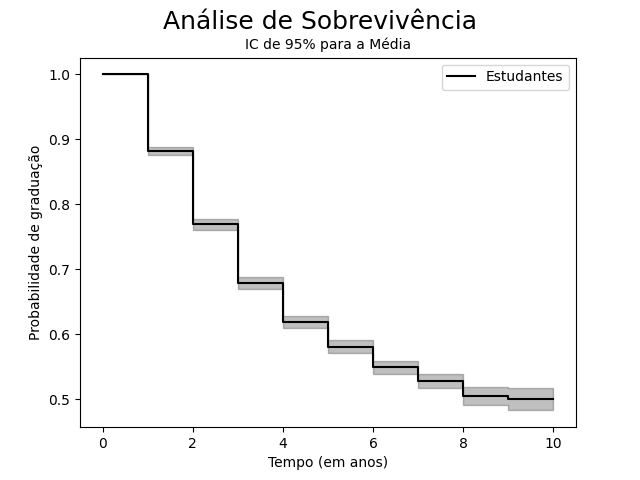 Análise de Sobrevivência
IC de 95% para a Média
Estudantes
Probabilidade de graduação
1.0
0.9
0.8
0.7
0.6
0.5
0 2 4 6 8 10
Tempo (em anos)